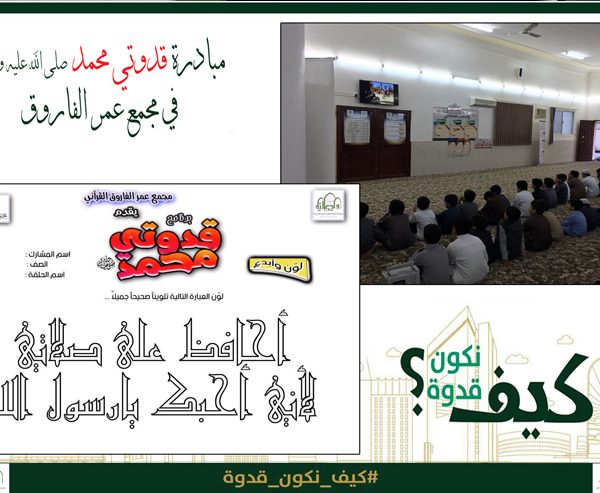 مبادرة قدوتي محمد صلى الله عليه و
في مجمع عمر الفاروق
مجمع عمر الفاروق القرآني
يقدم
برنامج
قدوتي
محمد
لون وأبدع
اسم المشارك :
الصف :
اسم الحلقة :
لوّن العبارة التالية تلويناً صحيحاً جميلاً ...
أحافظ على صلاتي
لأني أحبك يارسول الله
كيف نكون قدوة ؟
#كيف_نكون_قدوة